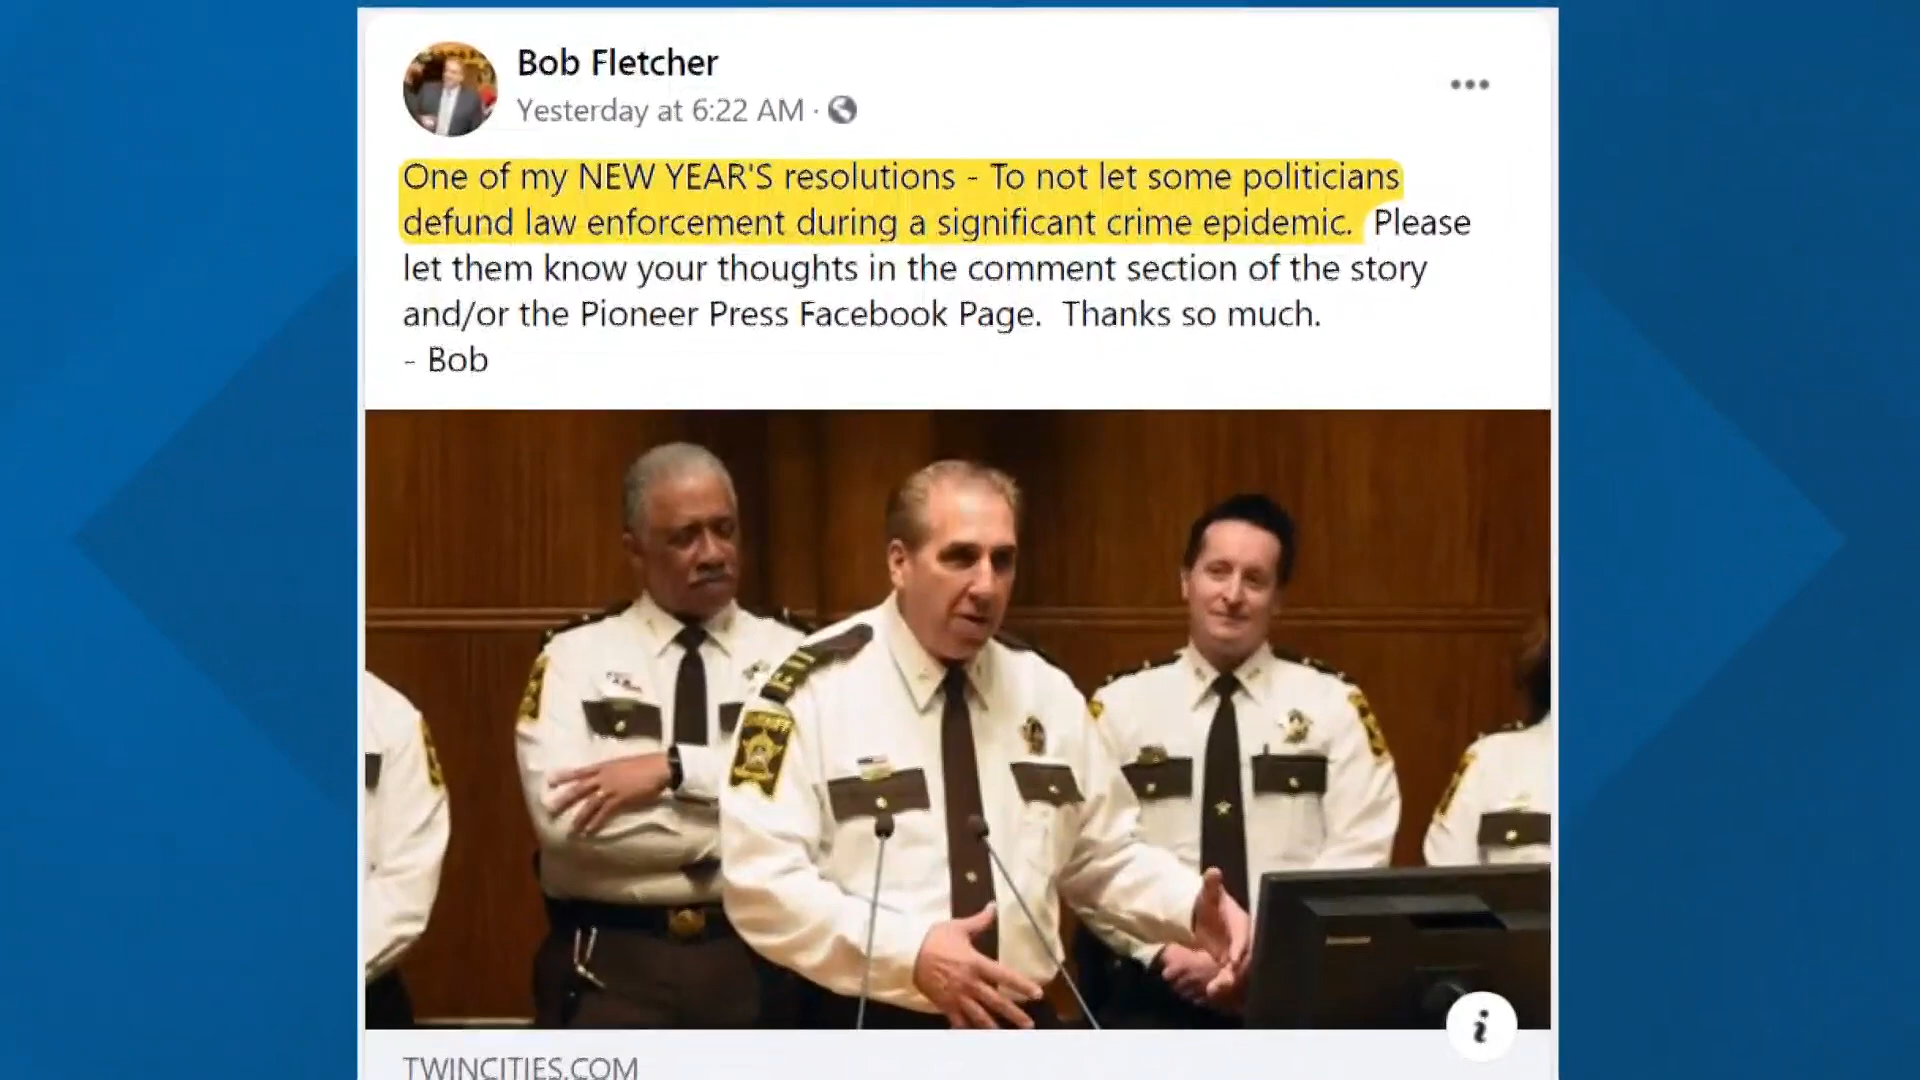 Bob Fletcher
Yesterday at 6:22 AM ·
One of my NEW YEAR'S resolutions - To not let some politicians
defund law enforcement during a significant crime epidemic. Please
let them know your thoughts in the comment section of the story
and/or the Pioneer Press Facebook Page. Thanks so much.
- Bob
SHERIFF
i
TWINCITIES.COM